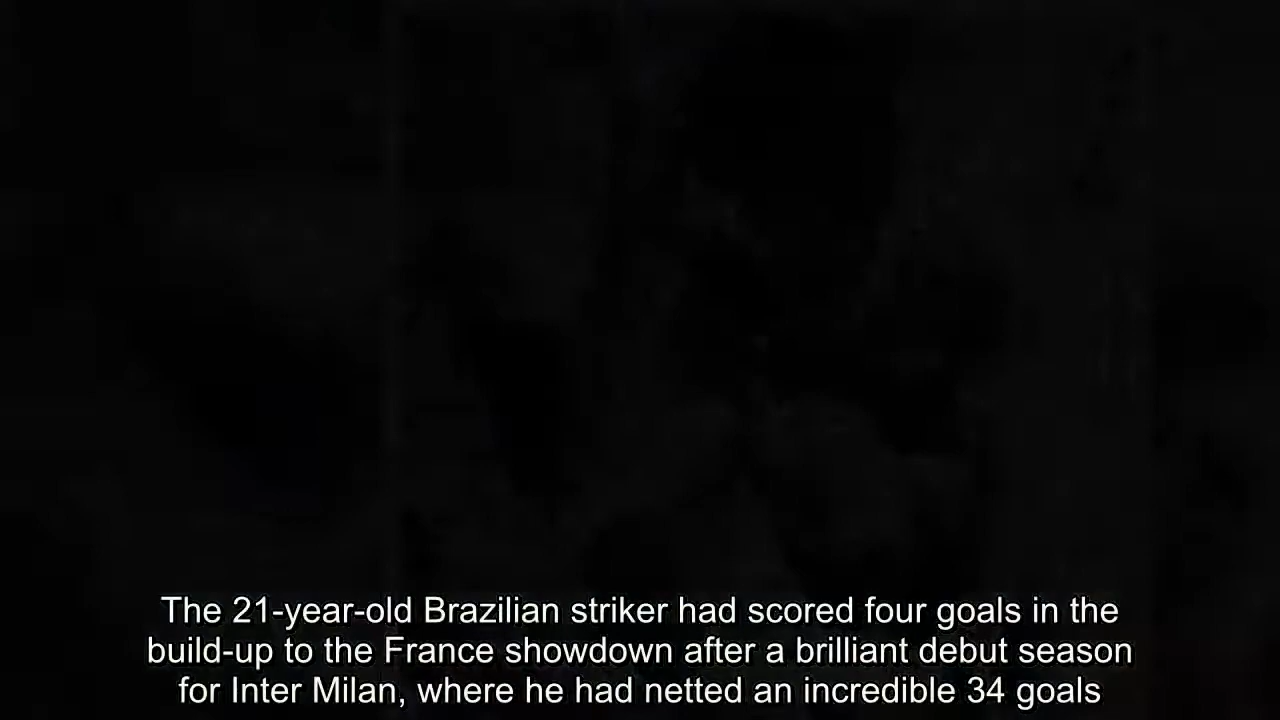 The 21-year-old Brazilian striker had scored four goals in the
build-up to the France showdown after a brilliant debut season
for Inter Milan, where he had netted an incredible 34 goals